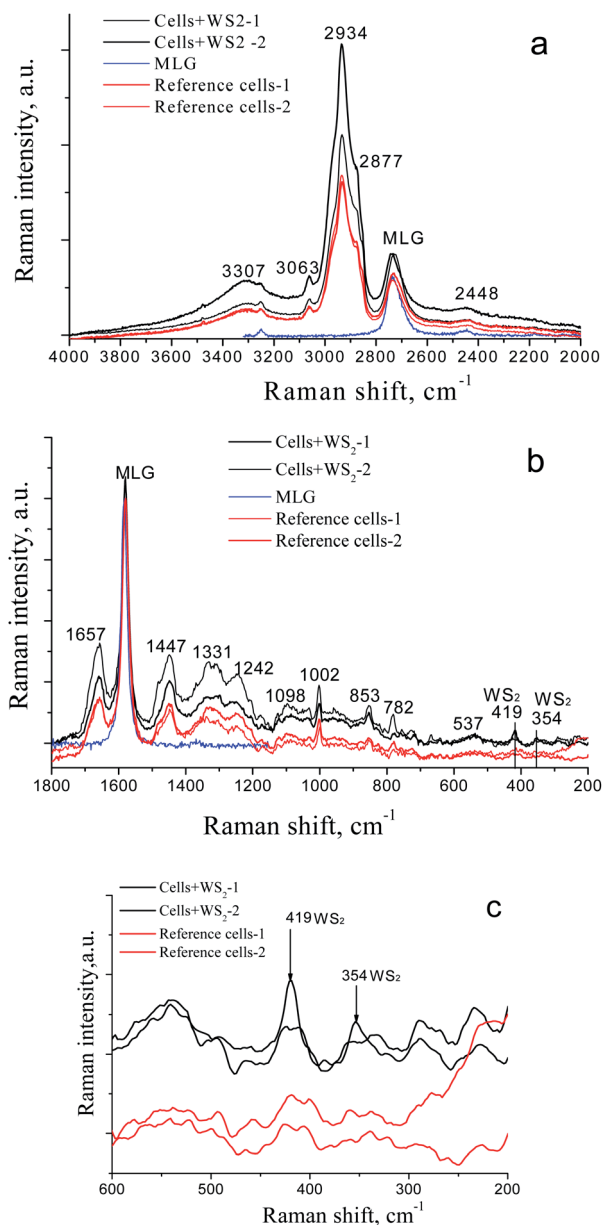 Cells+WS2-1
Cells+WS2 -2
MLG
Reference cells-1
Reference cells-2
a
2934
2877
MLG
3307
3063
2448
Raman intensity, a.u.
4000 3800 3600 3400 3200 3000 2800 2600 2400 2200 2000
Raman shift, cm-1
Cells+WS2-1
Cells+WS2-2
MLG
Reference cells-1
Reference cells-2
b
MLG
1657
1447
1331
1242
1098
1002
853
782
537
WS2
419
WS2
354
Raman intensity, a.u.
1800 1600 1400 1200 1000 800 600 400 200
Raman shift, cm-1
Cells+WS2-1
Cells+WS2-2
Reference cells-1
Reference cells-2
c
419 WS2
354 WS2
Raman intensity,a.u.
600 500 400 300 200
Raman shift, cm-1